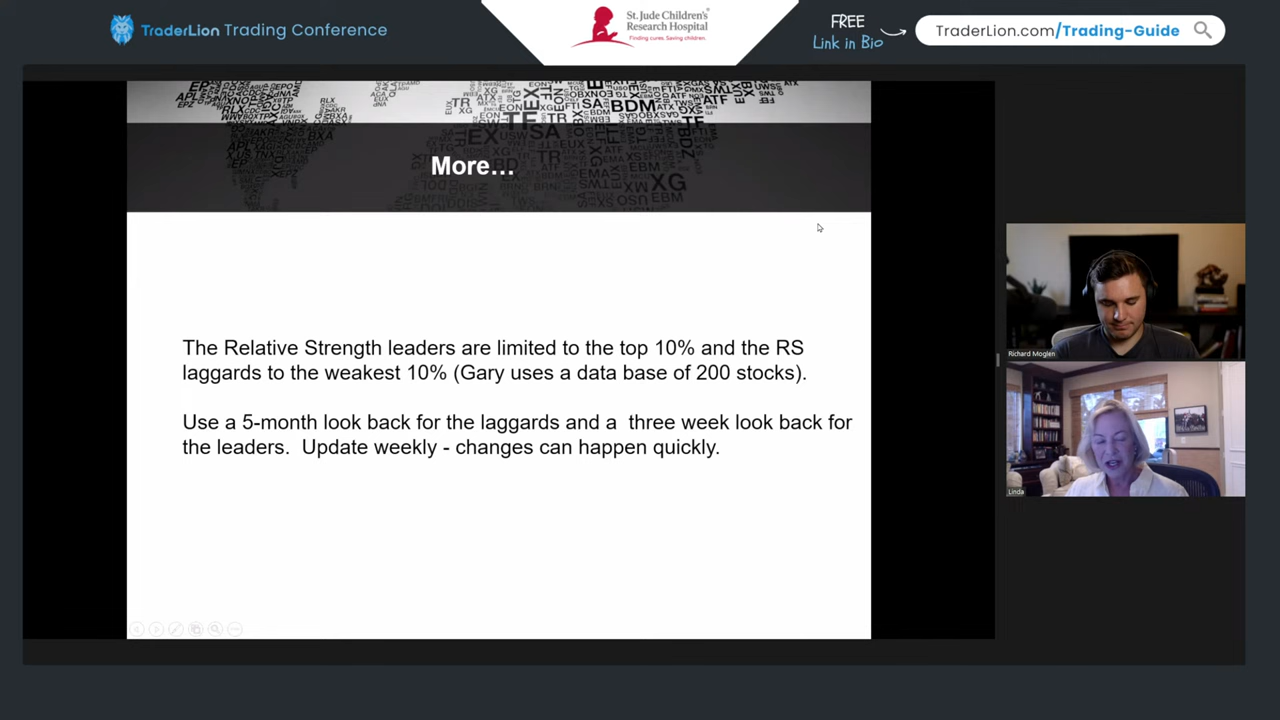 TraderLion Trading Conference
St. Jude Children's
Research Hospital
Finding cures. Saving children.
FREE
Link in Bio
TraderLion.com/Trading-Guide
More...
The Relative Strength leaders are limited to the top 10% and the RS
laggards to the weakest 10% (Gary uses a data base of 200 stocks).
Use a 5-month look back for the laggards and a three week look back for
the leaders. Update weekly - changes can happen quickly.
Richard Moglen
Linda